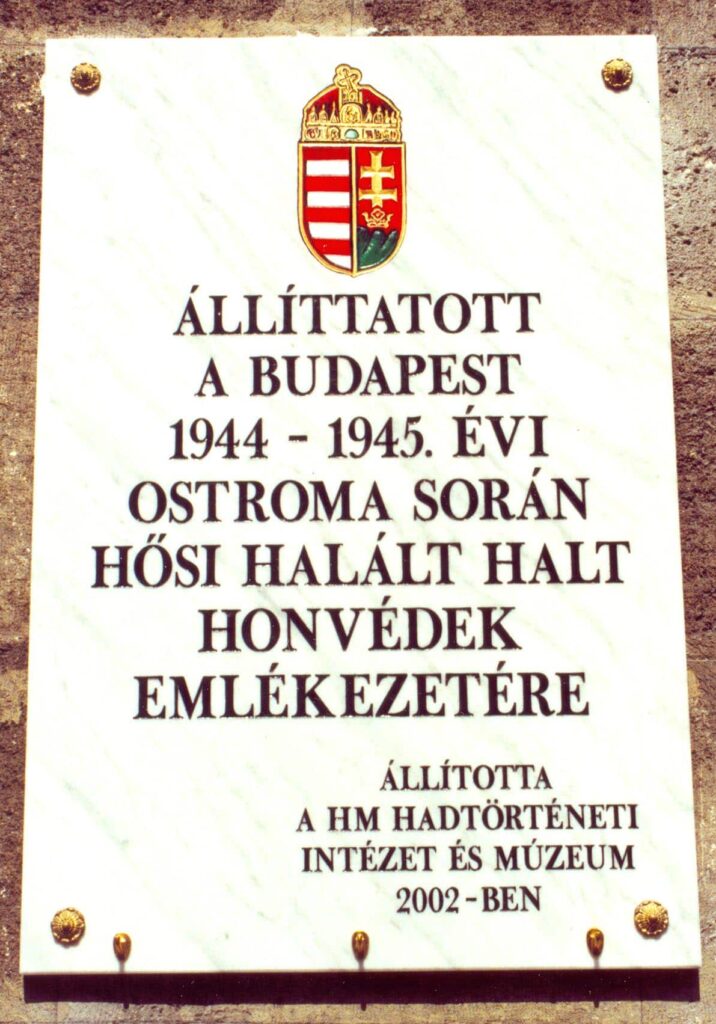 ÁLLÍTTATOTT
A BUDAPEST
1944 - 1945. ÉVI
OSTROMA SORÁN
HŐSI HALÁLT HALT
HONVÉDEK
EMLÉKEZETÉRE
ÁLLÍTOTTA
A HM HADTÖRTÉNETI
INTÉZET ÉS MÚZEUM
2002-BEN